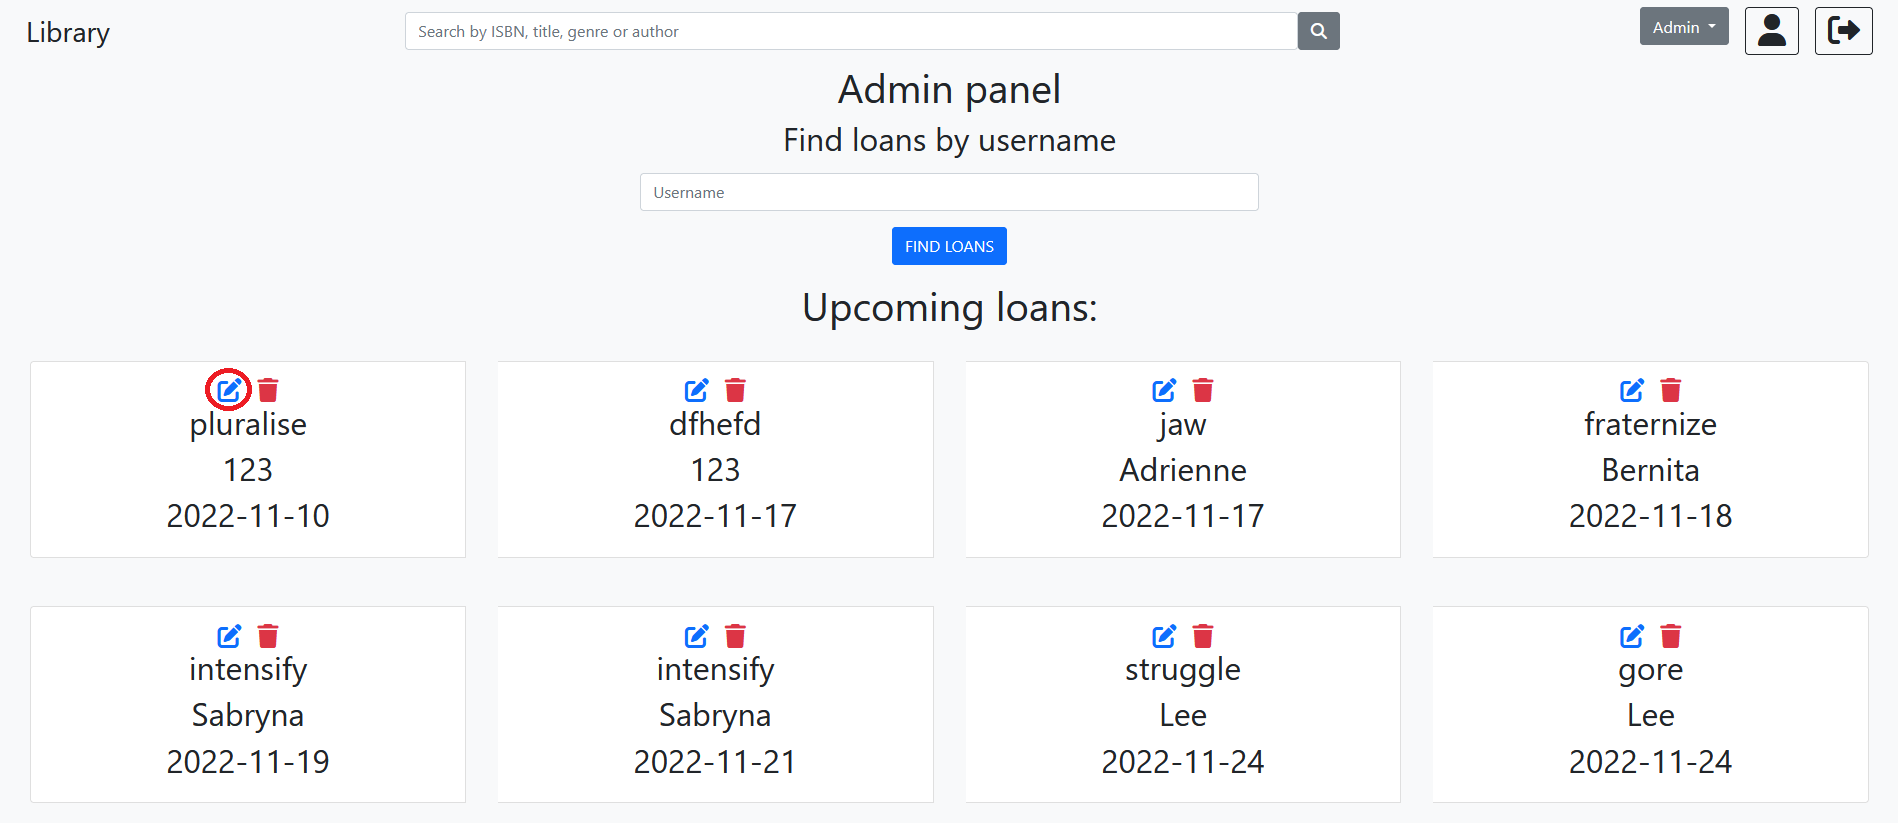 Library
Search by ISBN, title, genre or author
Admin
Admin panel
Find loans by username
Username
FIND LOANS
Upcoming loans:
pluralise
123
2022-11-10
dfhefd
123
2022-11-17
jaw
Adrienne
2022-11-17
fraternize
Bernita
2022-11-18
intensify
Sabryna
2022-11-19
intensify
Sabryna
2022-11-21
struggle
Lee
2022-11-24
gore
Lee
2022-11-24